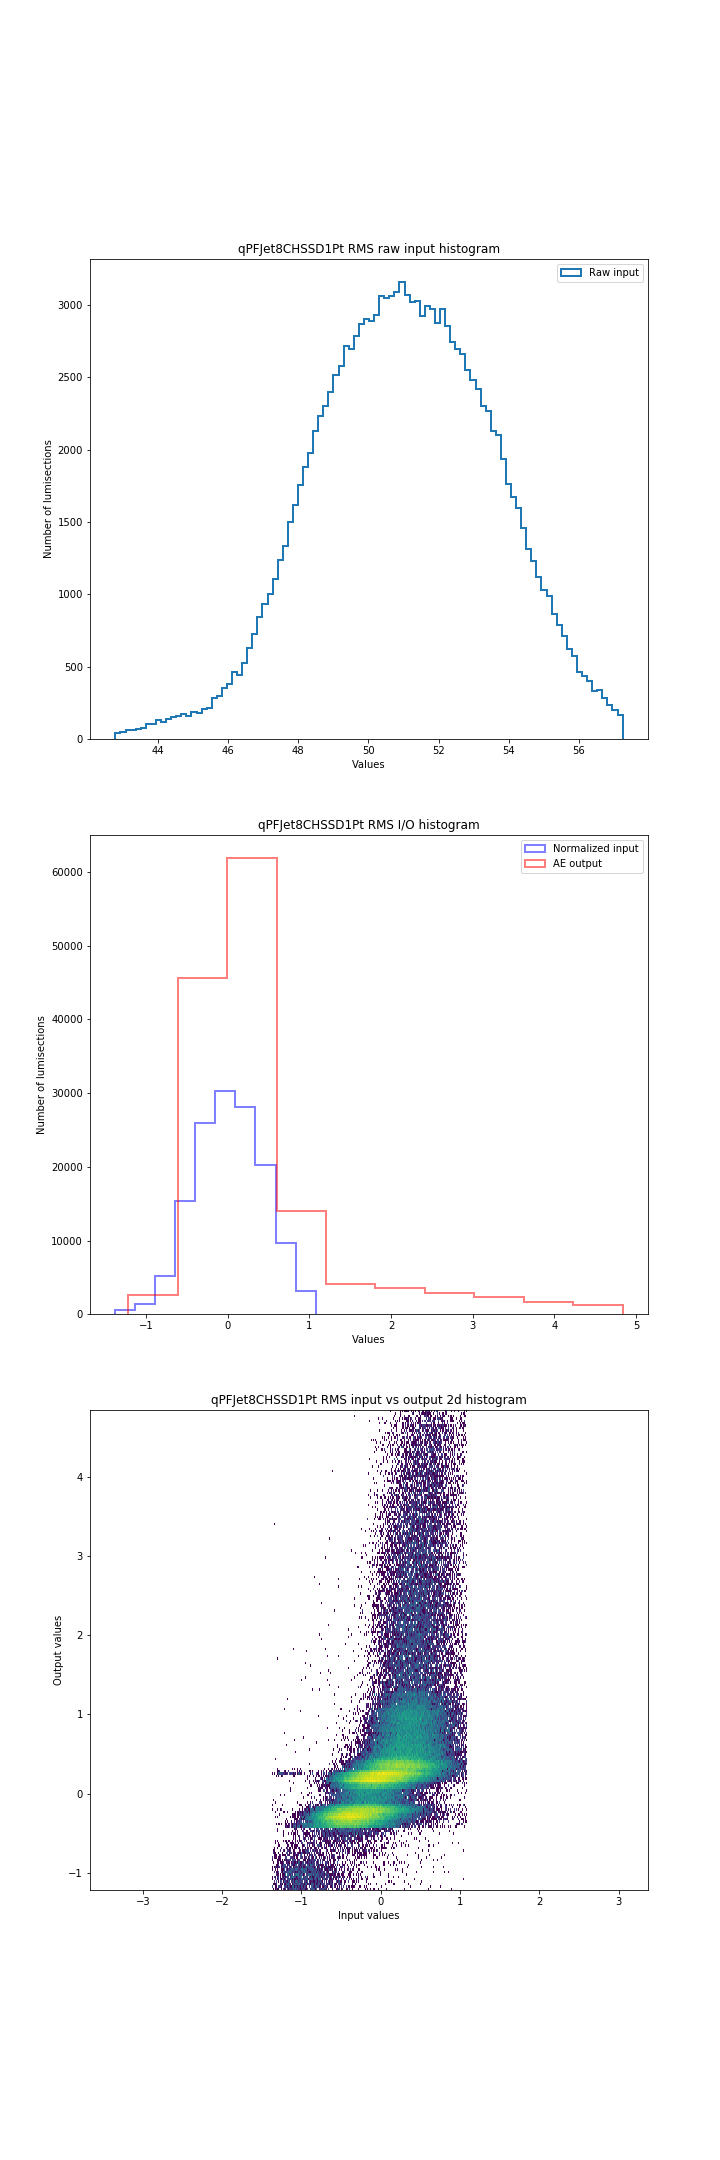 qPFJet8CHSSD1Pt RMS raw input histogram
Raw input
3000
2500
2000
1500
1000
500
0
Number of lumisections
44 46 48 50 52 54 56
Values
qPFJet8CHSSD1Pt RMS I/O histogram
Normalized input
AE output
60000
50000
40000
30000
20000
10000
0
Number of lumisections
−1 0 1 2 3 4 5
Values
qPFJet8CHSSD1Pt RMS input vs output 2d histogram
4
3
2
1
0
−1
Output values
−3 −2 −1 0 1 2 3
Input values